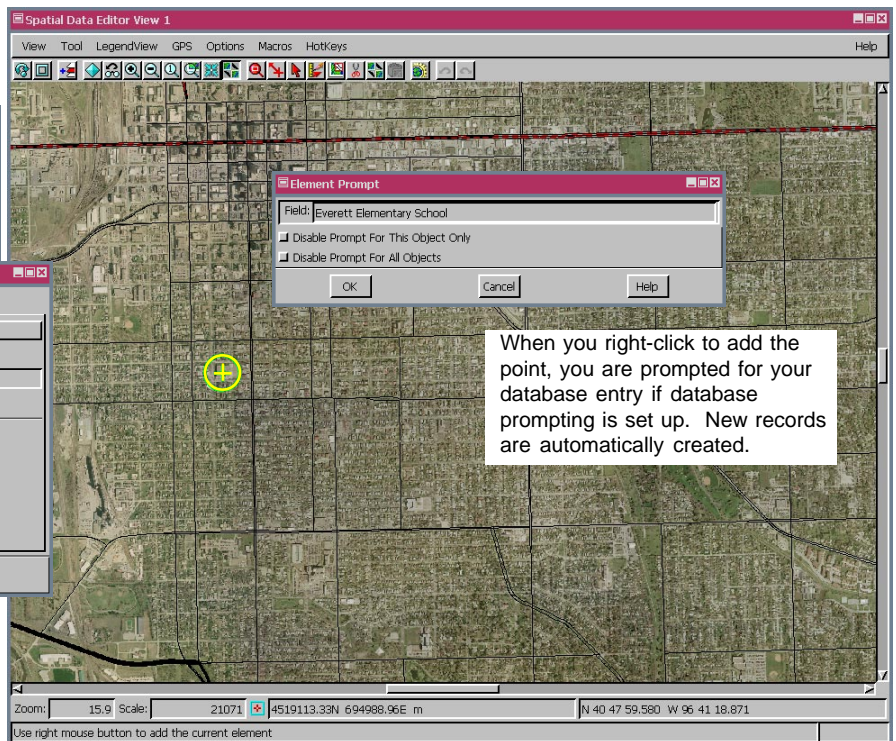 Spatial Data Editor View 1
View Tool LegendView GPS Options Macros HotKeys Help
Element Prompt
Field: Everett Elementary School
Disable Prompt For This Object Only
Disable Prompt For All Objects
OK Cancel Help
When you right-click to add the
point, you are prompted for your
database entry if database
prompting is set up. New records
are automatically created.
Zoom: 15.9 Scale: 21071 4519113.33N 694988.96E m N 40 47 59.580 W 96 41 18.871
Use right mouse button to add the current element